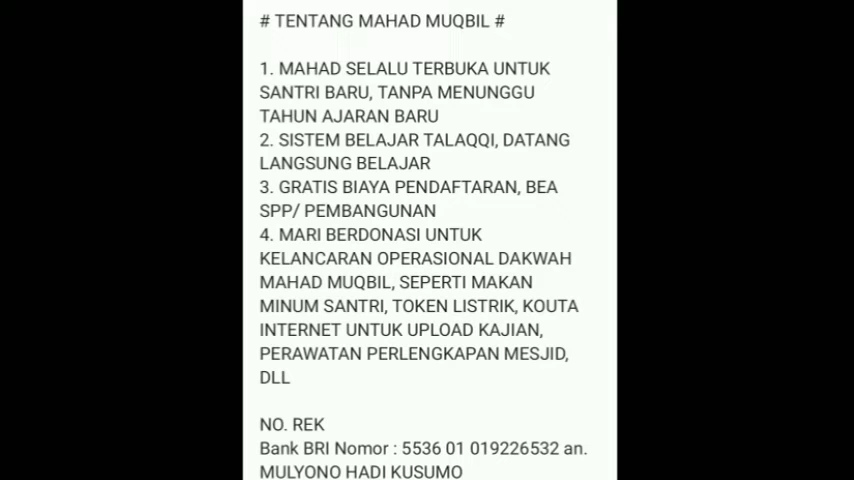 # TENTANG MAHAD MUQBIL #
1. MAHAD SELALU TERBUKA UNTUK
SANTRI BARU, TANPA MENUNGGU
TAHUN AJARAN BARU
2. SISTEM BELAJAR TALAQQI, DATANG
LANGSUNG BELAJAR
3. GRATIS BIAYA PENDAFTARAN, BEA
SPP/ PEMBANGUNAN
4. MARI BERDONASI UNTUK
KELANCARAN OPERASIONAL DAKWAH
MAHAD MUQBIL, SEPERTI MAKAN
MINUM SANTRI, TOKEN LISTRIK, KOUTA
INTERNET UNTUK UPLOAD KAJIAN,
PERAWATAN PERLENGKAPAN MESJID,
DLL
NO. REK
Bank BRI Nomor : 5536 01 019226532 an.
MULYONO HADI KUSUMO